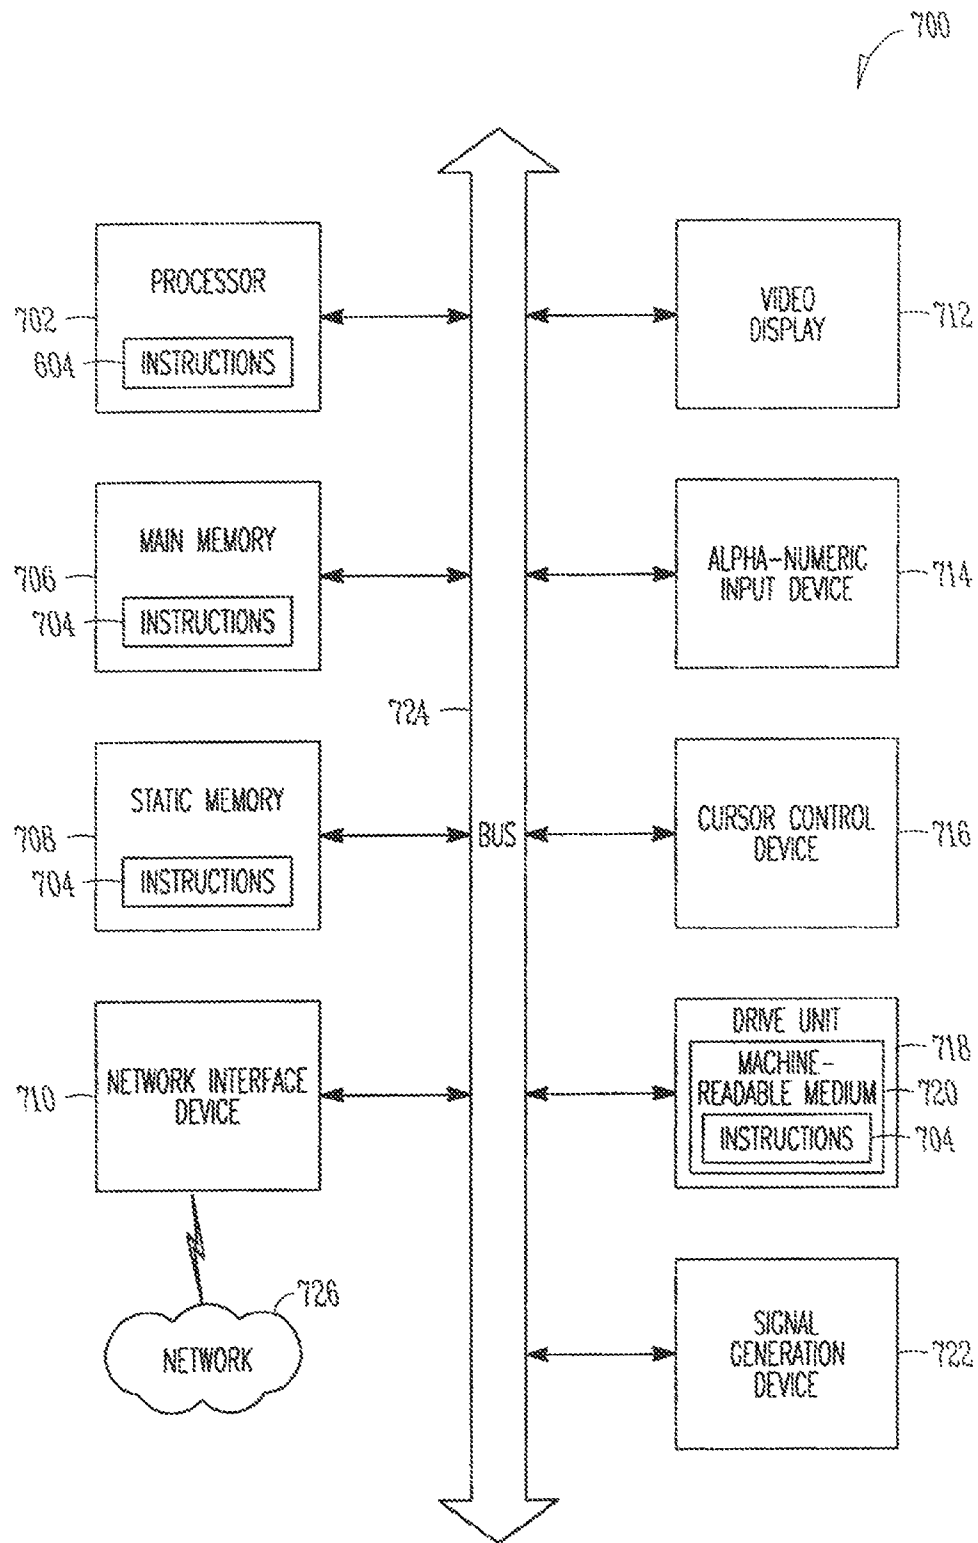 700
PROCESSOR
702
604
INSTRUCTIONS
MAIN MEMORY
706
704
INSTRUCTIONS
724
STATIC MEMORY
708
704
INSTRUCTIONS
BUS
NETWORK INTERFACE
DEVICE
710
726
NETWORK
VIDEO
DISPLAY
712
ALPHA-NUMERIC
INPUT DEVICE
714
CURSOR CONTROL
DEVICE
716
DRIVE UNIT
718
MACHINE-
READABLE MEDIUM
720
INSTRUCTIONS
704
SIGNAL
GENERATION
DEVICE
722